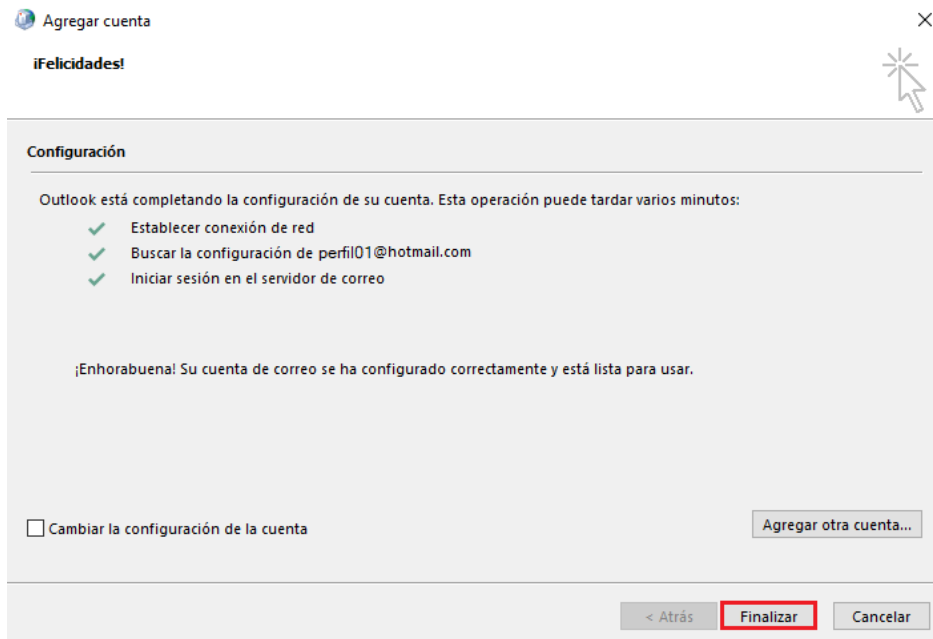 Agregar cuenta
¡Felicidades!
Configuración
Outlook está completando la configuración de su cuenta. Esta operación puede tardar varios minutos:
Establecer conexión de red
Buscar la configuración de perfil01@hotmail.com
Iniciar sesión en el servidor de correo
¡Enhorabuena! Su cuenta de correo se ha configurado correctamente y está lista para usar.
Cambiar la configuración de la cuenta
Agregar otra cuenta...
< Atrás
Finalizar
Cancelar